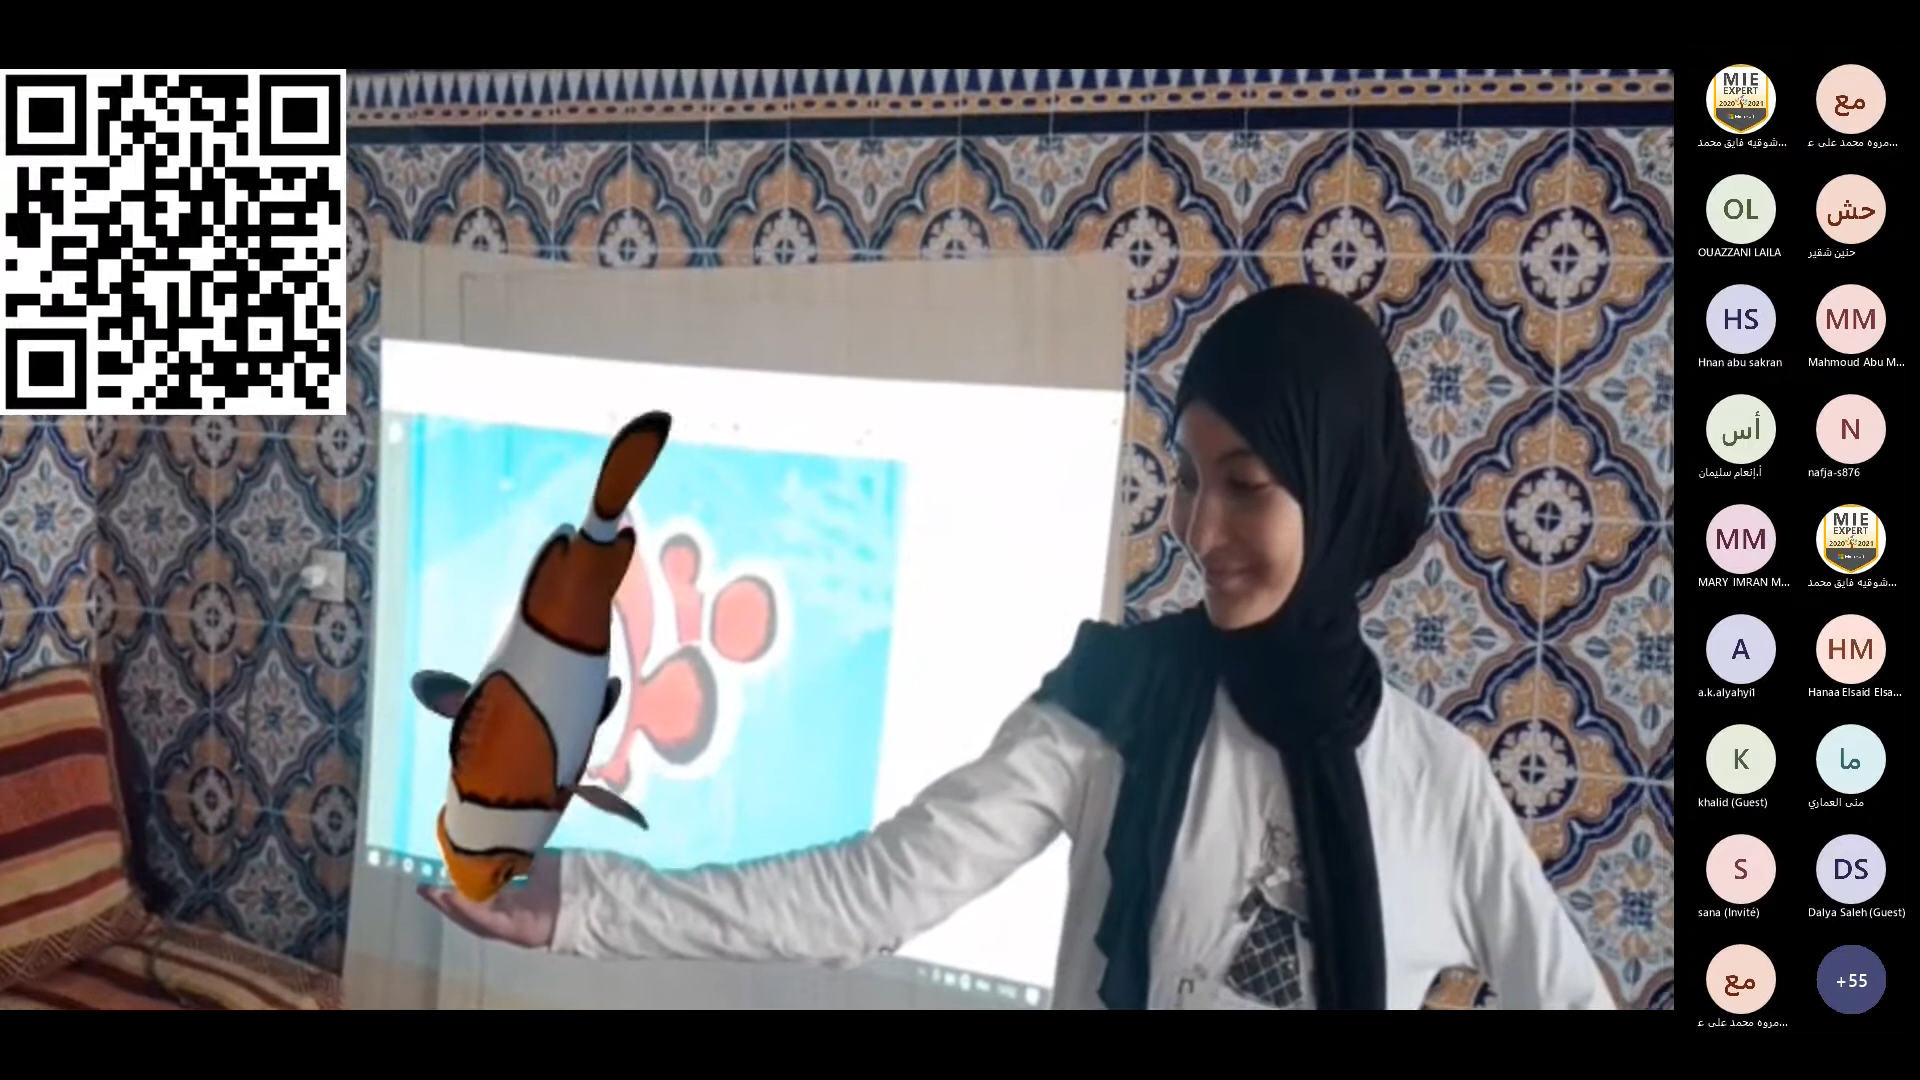 MIE
EXPERT
2020 2021
Microsoft
شوقيه فايق محمد...
مع
مروه محمد على ع...
OL
OUAZZANI LAILA
حش
حنين شقير
HS
Hnan abu sakran
MM
Mahmoud Abu M...
أس
أ.إنعام سليمان
N
nafja-s876
MM
MARY IMRAN M...
MIE
EXPERT
2020 2021
Microsoft
شوقيه فايق محمد...
A
a.k.alyahyi1
HM
Hanaa Elsaid Elsa...
K
khalid (Guest)
ما
منى العماري
S
sana (Invité)
DS
Dalya Saleh (Guest)
مع
مروه محمد على ع...
+55